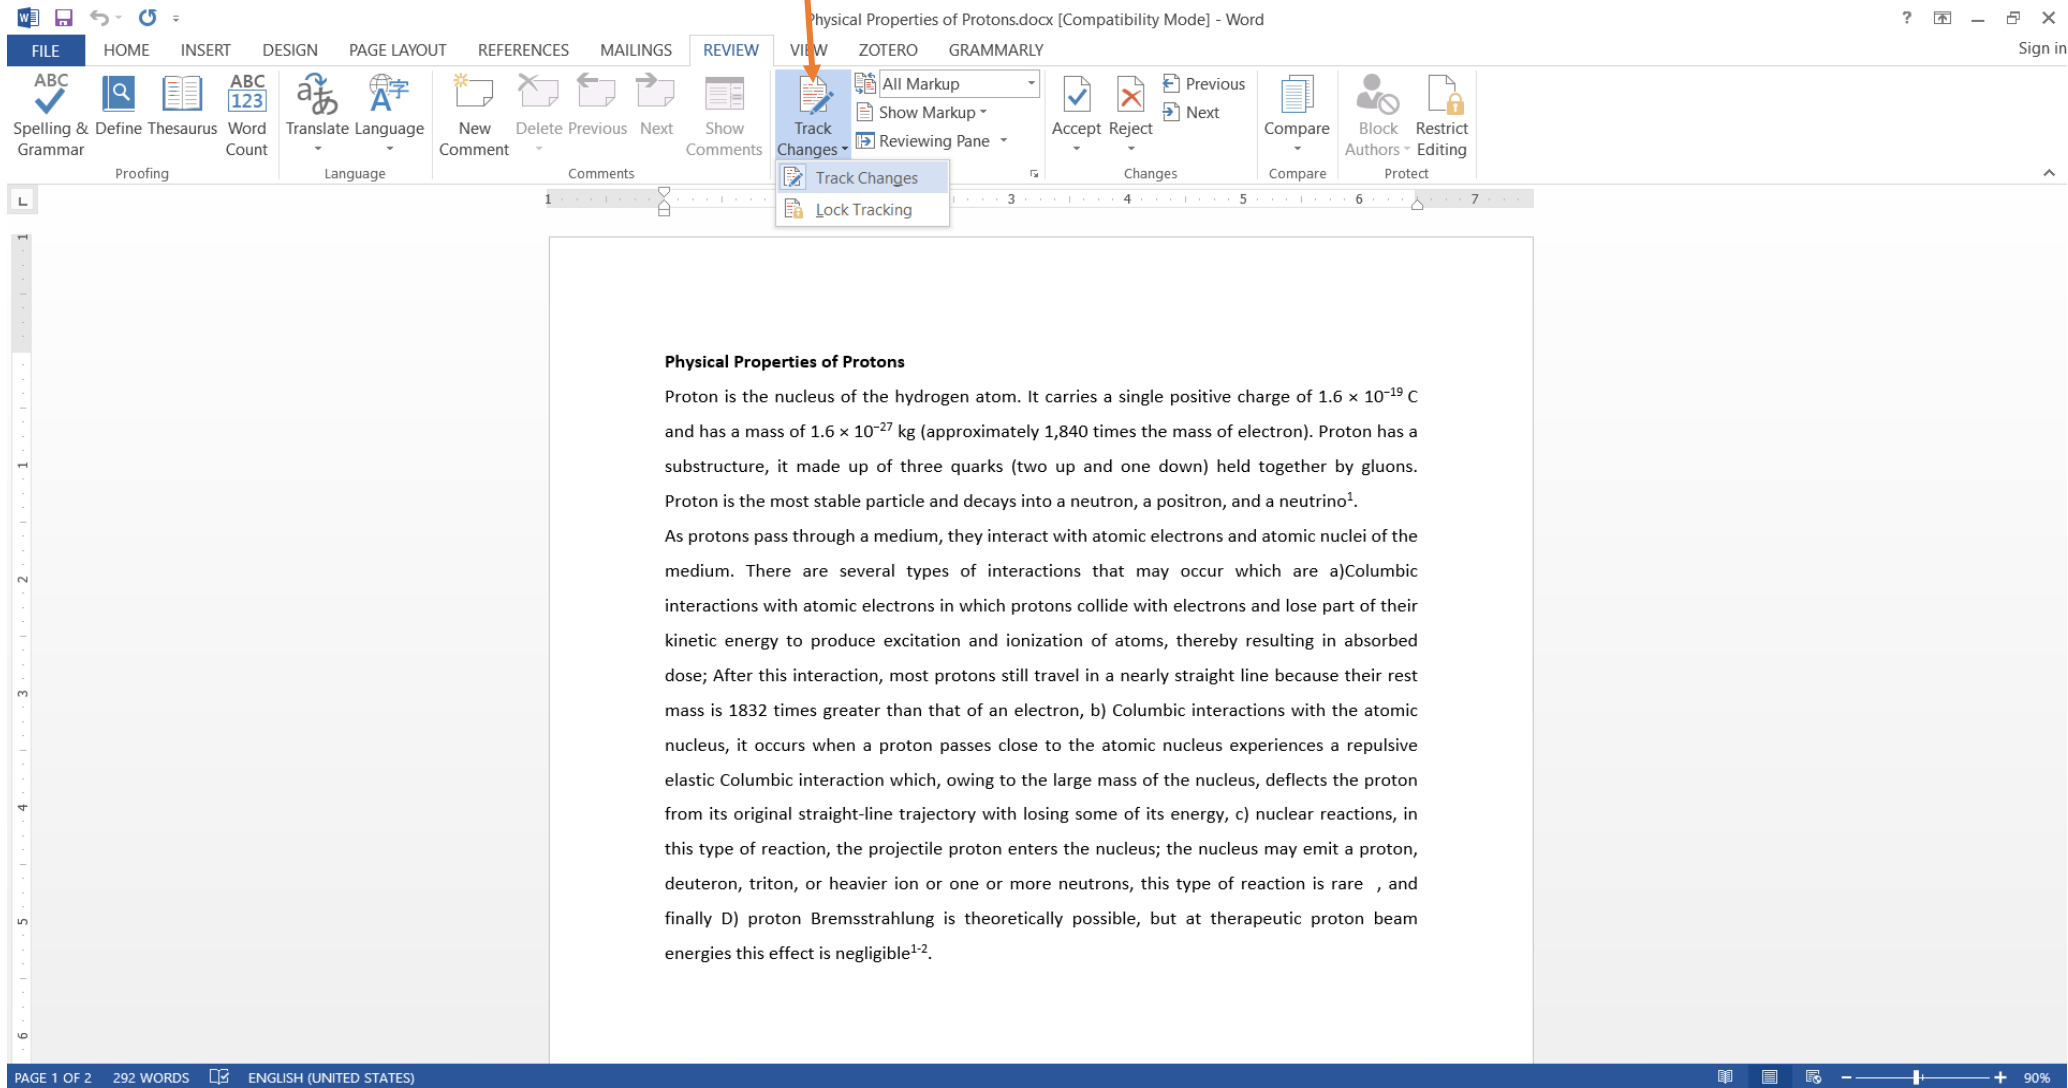 Physical Properties of Protons.docx [Compatibility Mode] - Word
?
FILE HOME INSERT DESIGN PAGE LAYOUT REFERENCES MAILINGS REVIEW VIEW ZOTERO GRAMMARLY Sign in
ABC
Spelling &
Grammar
Define
Thesaurus
ABC
123
Word
Count
Proofing
Translate
Language
Language
New
Comment
Delete
Previous
Next
Show
Comments
Comments
Track
Changes
All Markup
Show Markup
Reviewing Pane
Track Changes
Lock Tracking
Accept
Reject
Previous
Next
Changes
Compare
Compare
Block
Authors
Restrict
Editing
Protect
1 3 4 5 6 7
1
1
2
3
4
5
6
Physical Properties of Protons
Proton is the nucleus of the hydrogen atom. It carries a single positive charge of 1.6 × 10⁻¹⁹ C
and has a mass of 1.6 × 10⁻²⁷ kg (approximately 1,840 times the mass of electron). Proton has a
substructure, it made up of three quarks (two up and one down) held together by gluons.
Proton is the most stable particle and decays into a neutron, a positron, and a neutrino¹.
As protons pass through a medium, they interact with atomic electrons and atomic nuclei of the
medium. There are several types of interactions that may occur which are a)Columbic
interactions with atomic electrons in which protons collide with electrons and lose part of their
kinetic energy to produce excitation and ionization of atoms, thereby resulting in absorbed
dose; After this interaction, most protons still travel in a nearly straight line because their rest
mass is 1832 times greater than that of an electron, b) Columbic interactions with the atomic
nucleus, it occurs when a proton passes close to the atomic nucleus experiences a repulsive
elastic Columbic interaction which, owing to the large mass of the nucleus, deflects the proton
from its original straight-line trajectory with losing some of its energy, c) nuclear reactions, in
this type of reaction, the projectile proton enters the nucleus; the nucleus may emit a proton,
deuteron, triton, or heavier ion or one or more neutrons, this type of reaction is rare , and
finally D) proton Bremsstrahlung is theoretically possible, but at therapeutic proton beam
energies this effect is negligible¹⁻².
PAGE 1 OF 2 292 WORDS ENGLISH (UNITED STATES) 90%